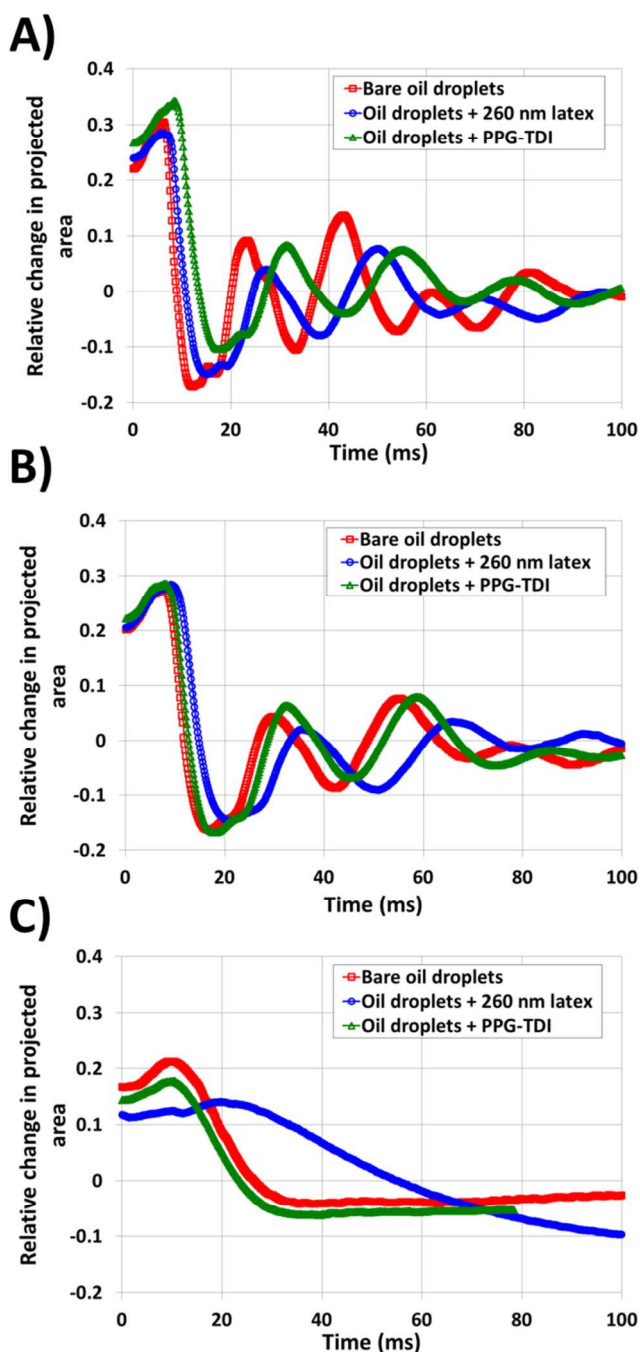 A)
0.4
0.3
0.2
0.1
0
-0.1
-0.2
Relative change in projected
area
Bare oil droplets
Oil droplets + 260 nm latex
Oil droplets + PPG-TDI
0 20 40 60 80 100
Time (ms)
B)
0.4
0.3
0.2
0.1
0
-0.1
-0.2
Relative change in projected
area
Bare oil droplets
Oil droplets + 260 nm latex
Oil droplets + PPG-TDI
0 20 40 60 80 100
Time (ms)
C)
0.4
0.3
0.2
0.1
0
-0.1
-0.2
Relative change in projected
area
Bare oil droplets
Oil droplets + 260 nm latex
Oil droplets + PPG-TDI
0 20 40 60 80 100
Time (ms)